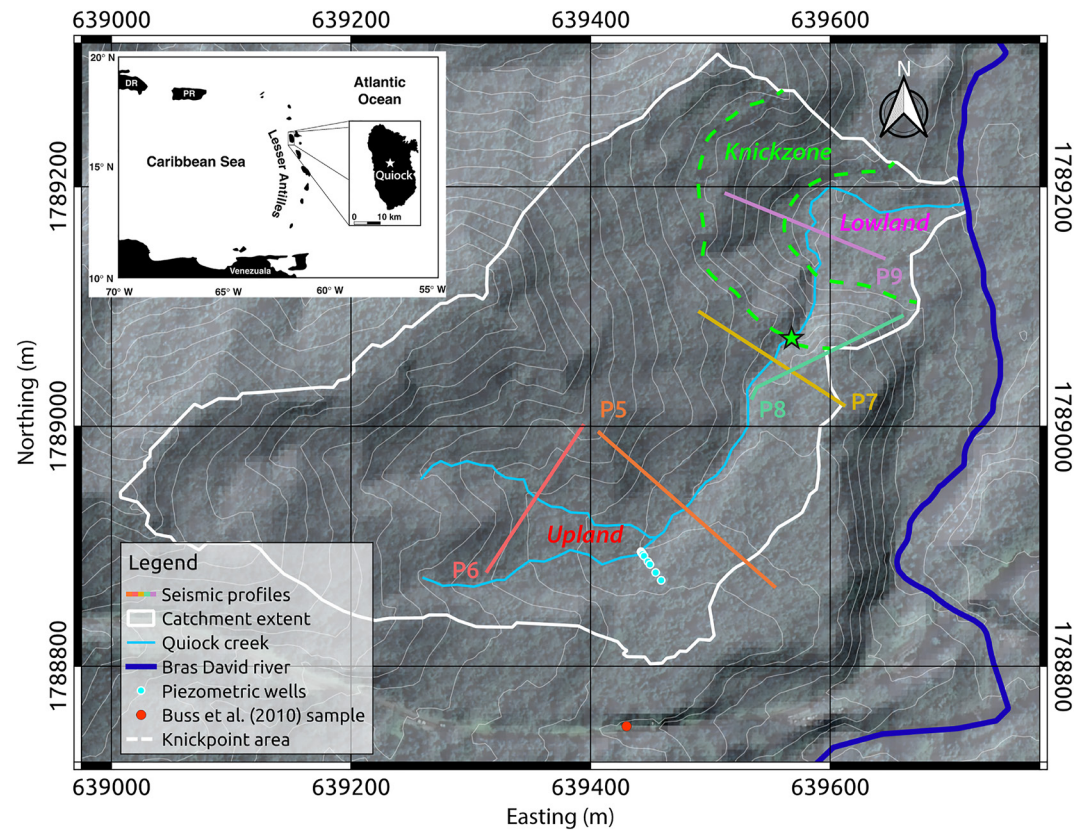 639000 639200 639400 639600
20° N
15° N
10° N
70° W 65° W 60° W 55° W
DR
PR
Atlantic
Ocean
Caribbean Sea
Lesser Antilles
Quiock
0 10 km
Venezuala
N
Knickzone
Lowland
P9
P8
P7
P5
P6
Upland
1789200
1789000
1788800
Northing (m)
1789200
1789000
1788800
Legend
Seismic profiles
Catchment extent
Quiock creek
Bras David river
Piezometric wells
Buss et al. (2010) sample
Knickpoint area
639000 639200 639400 639600
Easting (m)